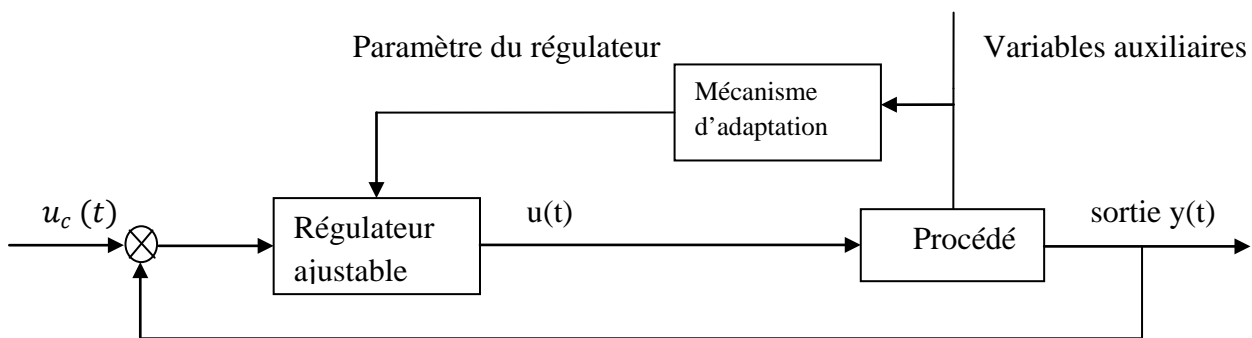 Paramètre du régulateur
Variables auxiliaires
Mécanisme
d’adaptation
u_c (t)
Régulateur
ajustable
u(t)
Procédé
sortie y(t)